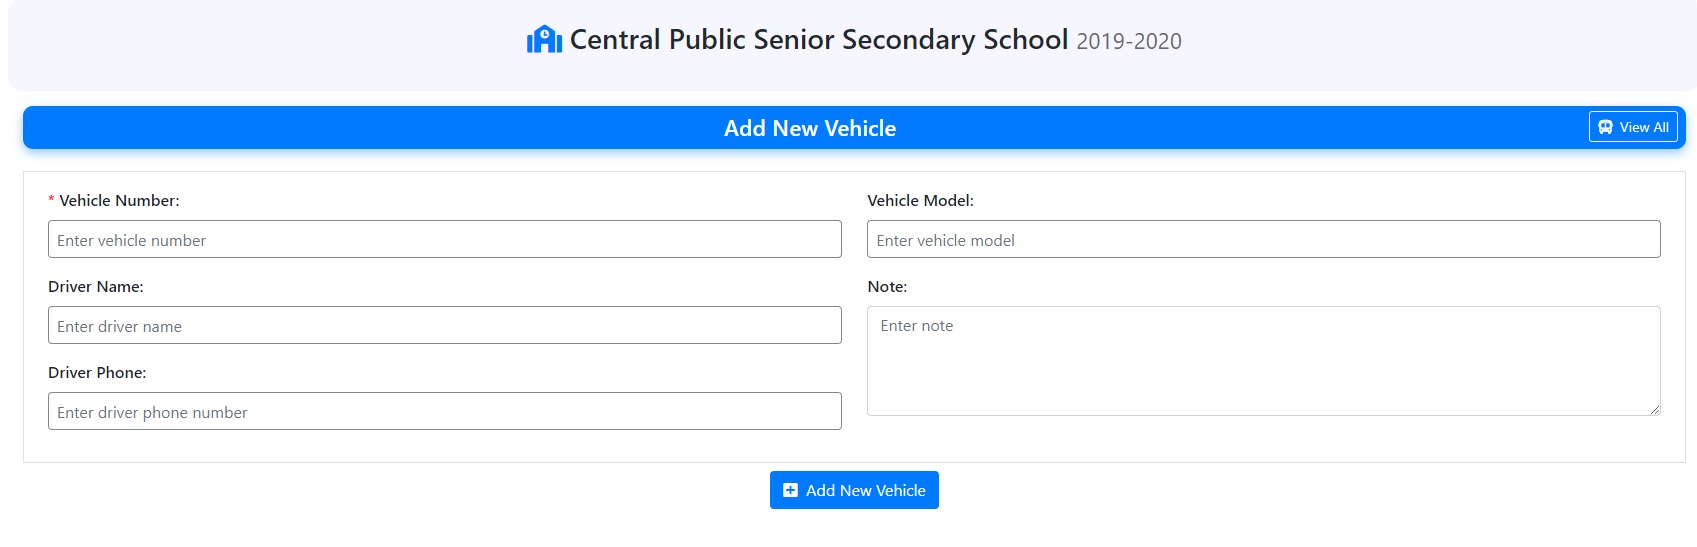 Central Public Senior Secondary School 2019-2020
Add New Vehicle
View All
* Vehicle Number:
Enter vehicle number
Vehicle Model:
Enter vehicle model
Driver Name:
Enter driver name
Note:
Enter note
Driver Phone:
Enter driver phone number
Add New Vehicle